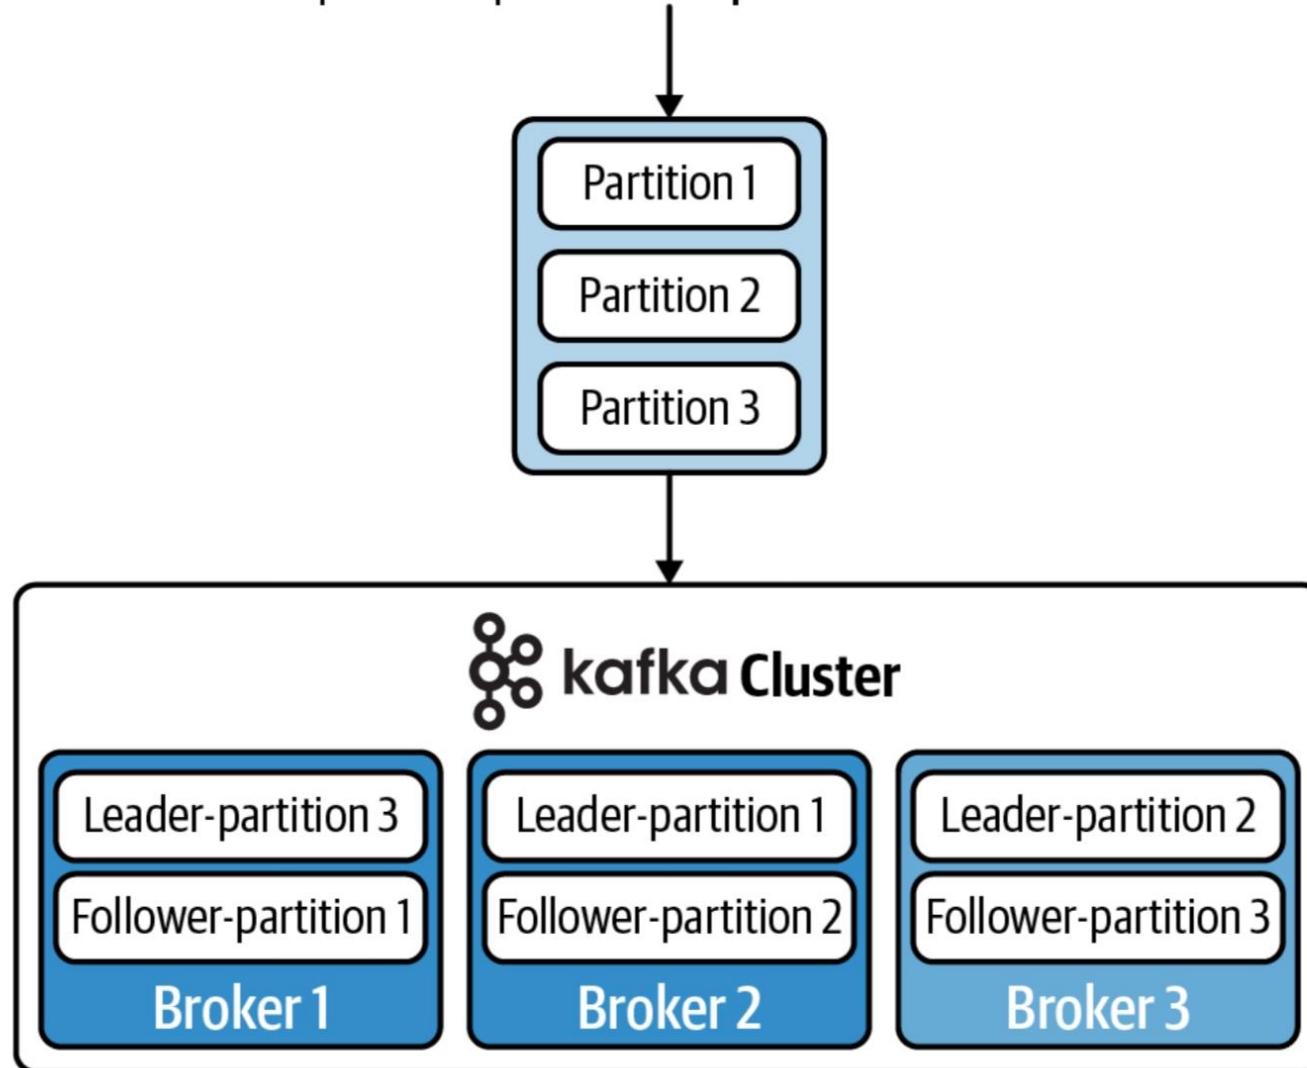 Partition 1
Partition 2
Partition 3
kafka Cluster
Leader-partition 3
Follower-partition 1
Broker 1
Leader-partition 1
Follower-partition 2
Broker 2
Leader-partition 2
Follower-partition 3
Broker 3